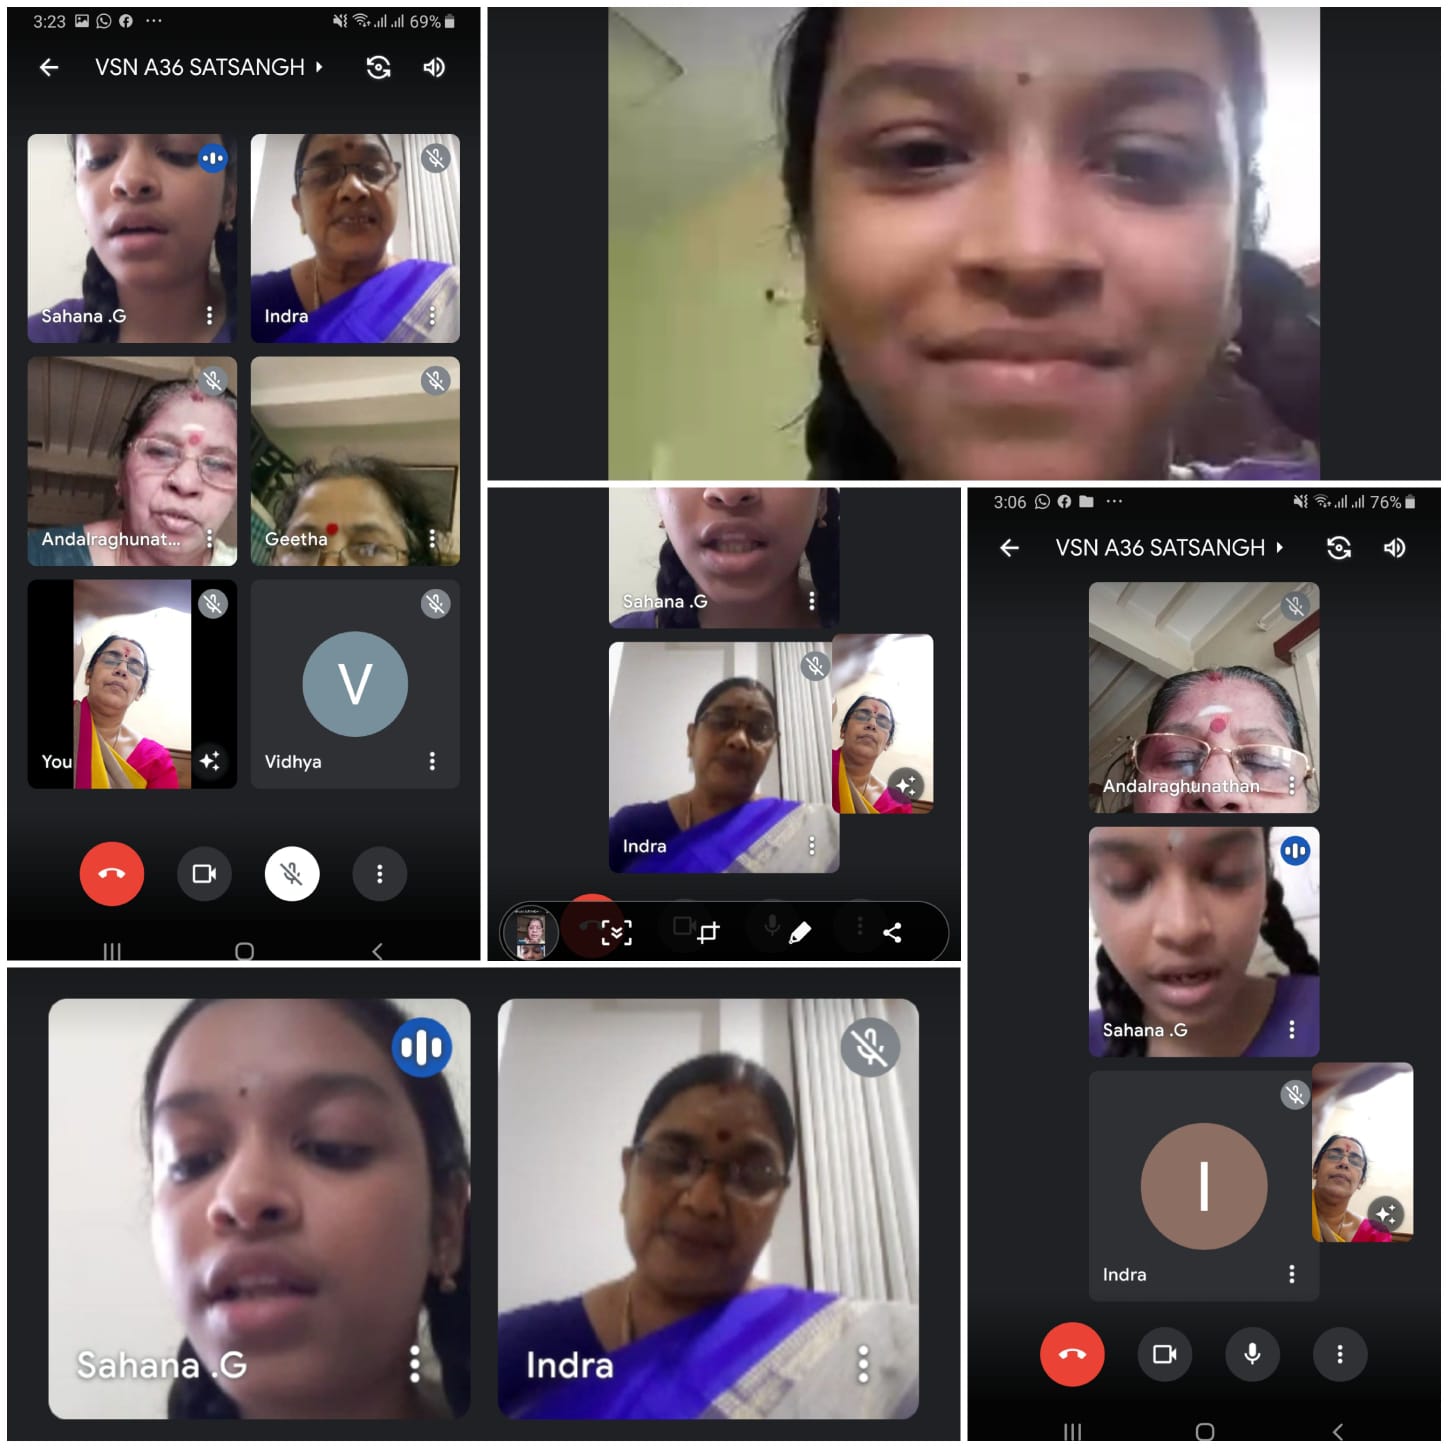 3:23 ··· 69%
VSN A36 SATSANGH
Sahana .G
Indra
Andalraghunat...
Geetha
You
V
Vidhya
Sahana .G
Indra
3:06 ··· 76%
VSN A36 SATSANGH
Andalraghunathan
Sahana .G
I
Indra
Sahana .G
Indra